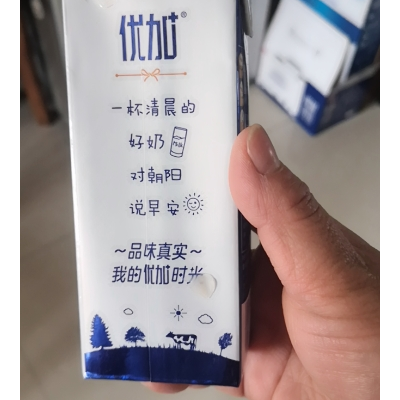 优加®
一杯清晨的
好奶
对朝阳
说早安
~品味真实~
我的优加时光